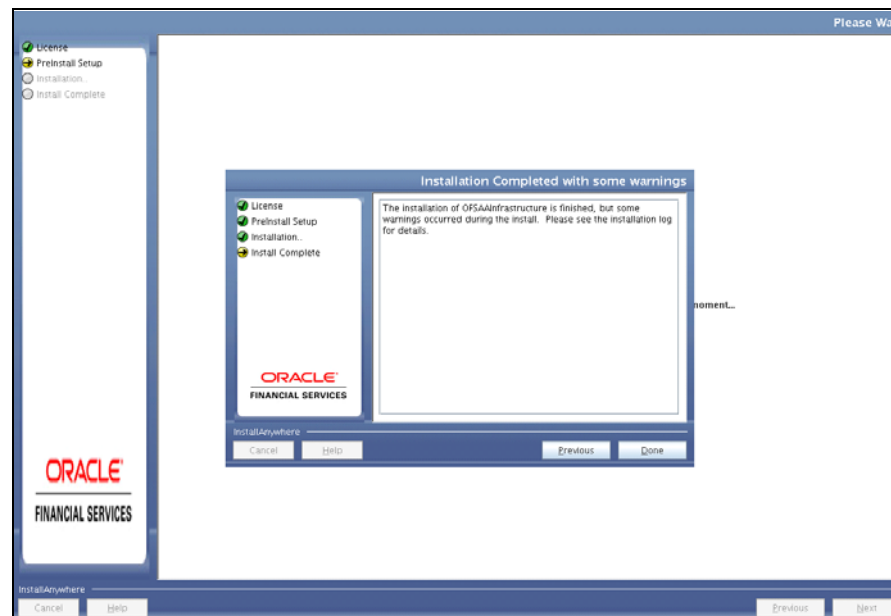 Please Wa
License
PreInstall Setup
Installation..
Install Complete
Installation Completed with some warnings
License
PreInstall Setup
Installation..
Install Complete
The installation of OFSAAInfrastructure is finished, but some
warnings occurred during the install. Please see the installation log
for details.
moment...
ORACLE'
FINANCIAL SERVICES
InstallAnywhere
Cancel
Help
Previous
Done
ORACLE'
FINANCIAL SERVICES
InstallAnywhere
Cancel
Help
Previous
Next